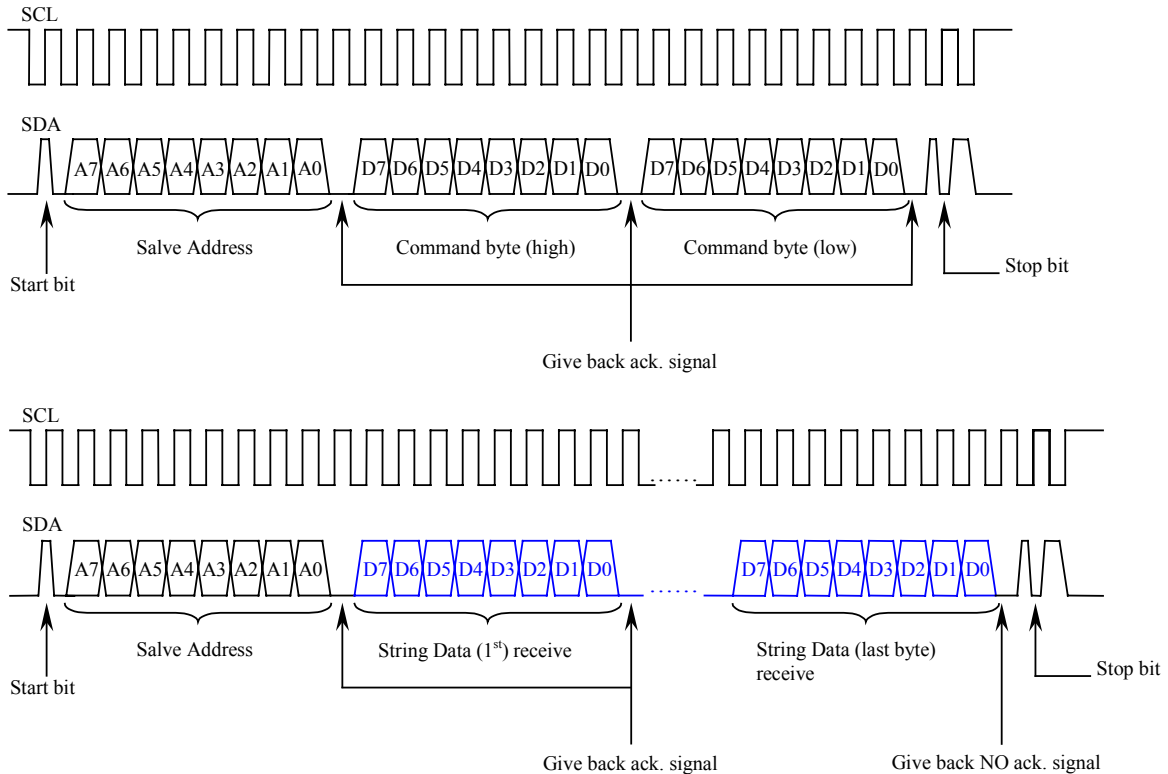 SCL
SDA
A7 A6 A5 A4 A3 A2 A1 A0 D7 D6 D5 D4 D3 D2 D1 D0 D7 D6 D5 D4 D3 D2 D1 D0
Salve Address
Command byte (high)
Command byte (low)
Start bit
Stop bit
Give back ack. signal
SCL
......
SDA
A7 A6 A5 A4 A3 A2 A1 A0 D7 D6 D5 D4 D3 D2 D1 D0 ...... D7 D6 D5 D4 D3 D2 D1 D0
Salve Address
String Data (1st) receive
String Data (last byte)
receive
Start bit
Stop bit
Give back ack. signal
Give back NO ack. signal